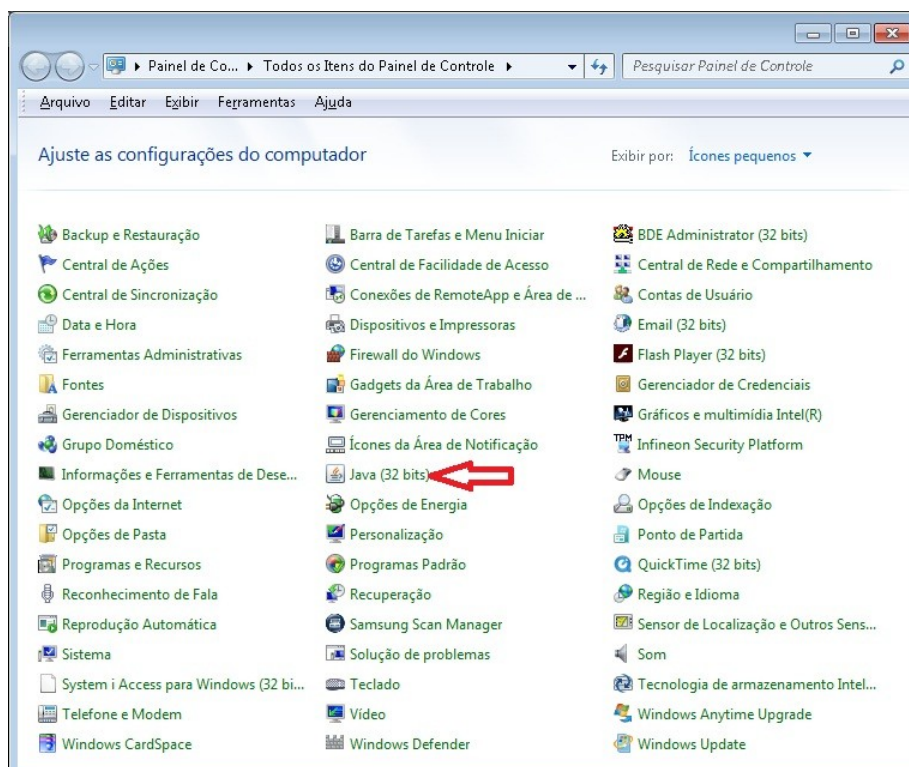 Painel de Co... Todos os Itens do Painel de Controle Pesquisar Painel de Controle
Arquivo Editar Exibir Ferramentas Ajuda
Ajuste as configurações do computador Exibir por: Ícones pequenos
Backup e Restauração Barra de Tarefas e Menu Iniciar BDE Administrator (32 bits)
Central de Ações Central de Facilidade de Acesso Central de Rede e Compartilhamento
Central de Sincronização Conexões de RemoteApp e Área de ... Contas de Usuário
Data e Hora Dispositivos e Impressoras Email (32 bits)
Ferramentas Administrativas Firewall do Windows Flash Player (32 bits)
Fontes Gadgets da Área de Trabalho Gerenciador de Credenciais
Gerenciador de Dispositivos Gerenciamento de Cores Gráficos e multimídia Intel(R)
Grupo Doméstico Ícones da Área de Notificação TPM Infineon Security Platform
Informações e Ferramentas de Dese... Java (32 bits) Mouse
Opções da Internet Opções de Energia Opções de Indexação
Opções de Pasta Personalização Ponto de Partida
Programas e Recursos Programas Padrão QuickTime (32 bits)
Reconhecimento de Fala Recuperação Região e Idioma
Reprodução Automática Samsung Scan Manager Sensor de Localização e Outros Sens...
Sistema Solução de problemas Som
System i Access para Windows (32 bi... Teclado Tecnologia de armazenamento Intel...
Telefone e Modem Vídeo Windows Anytime Upgrade
Windows CardSpace Windows Defender Windows Update